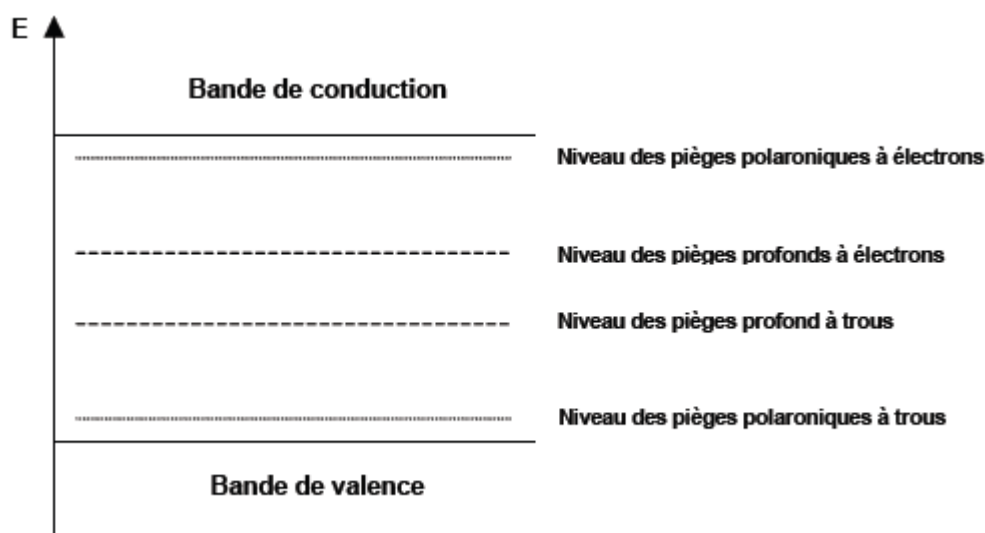 E
Bande de conduction
Niveau des pièges polaroniques à électrons
Niveau des pièges profonds à électrons
Niveau des pièges profond à trous
Niveau des pièges polaroniques à trous
Bande de valence